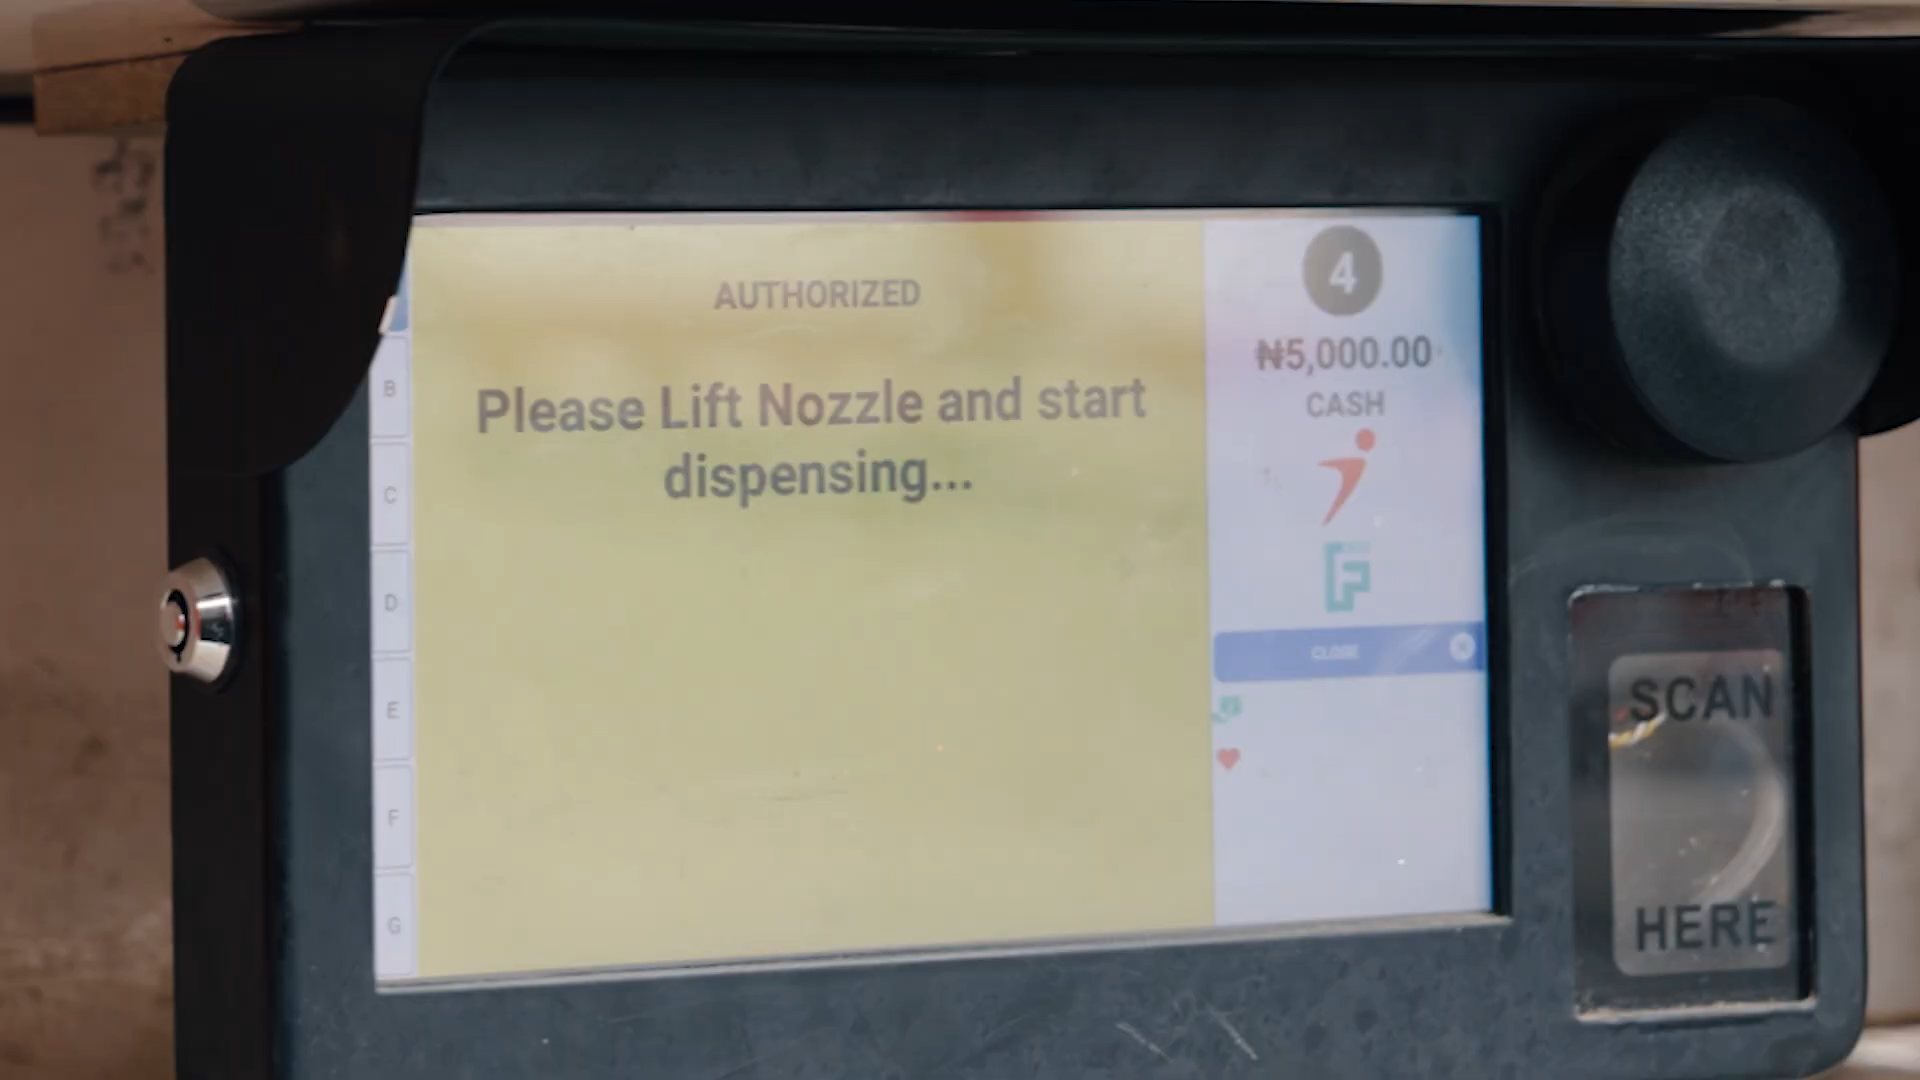 AUTHORIZED
Please Lift Nozzle and start
dispensing...
B
C
D
E
F
G
4
₦5,000.00
CASH
CLOSE
SCAN
HERE